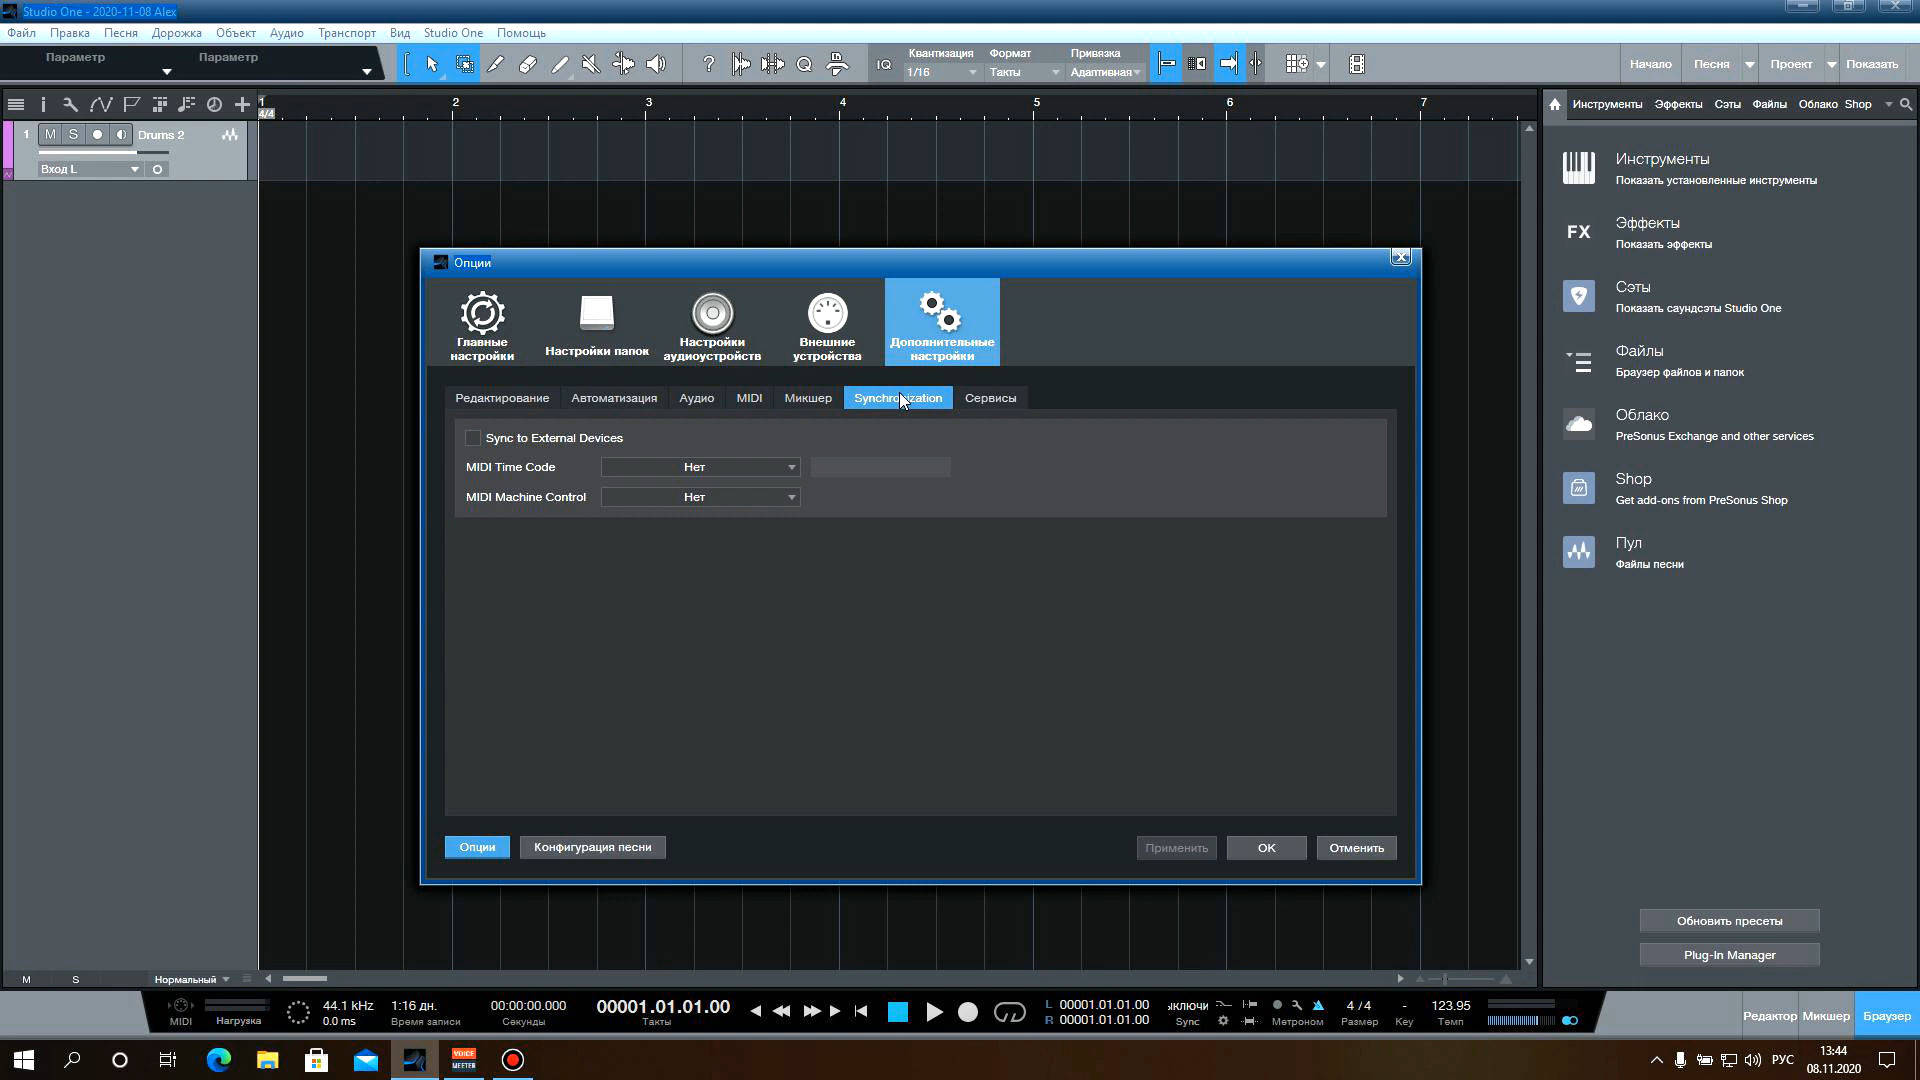 Studio One - 2020-11-08 Alex
Файл Правка Песня Дорожка Объект Аудио Транспорт Вид Studio One Помощь
Параметр Параметр
IQ Квантизация 1/16 Формат Такты Привязка Адаптивная
Начало Песня Проект Показать
1 2 3 4 5 6 7
4/4
1 M S Drums 2
Вход L
Инструменты Эффекты Сэты Файлы Облако Shop
Инструменты
Показать установленные инструменты
FX
Эффекты
Показать эффекты
Сэты
Показать саундсэты Studio One
Файлы
Браузер файлов и папок
Облако
PreSonus Exchange and other services
Shop
Get add-ons from PreSonus Shop
Пул
Файлы песни
Обновить пресеты
Plug-In Manager
Опции
Главные настройки
Настройки папок
Настройки аудиоустройств
Внешние устройства
Дополнительные настройки
Редактирование Автоматизация Аудио MIDI Микшер Synchronization Сервисы
Sync to External Devices
MIDI Time Code Нет
MIDI Machine Control Нет
Опции Конфигурация песни Применить OK Отменить
M S Нормальный
MIDI Нагрузка
44.1 kHz
0.0 ms
1:16 дн.
Время записи
00:00:00.000
Секунды
00001.01.01.00
Такты
L 00001.01.01.00
R 00001.01.01.00
ыключи
Sync
Метроном
4 / 4
Размер
-
Key
123.95
Темп
Редактор Микшер Браузер
VOICE
MEETER
РУС
13:44
08.11.2020